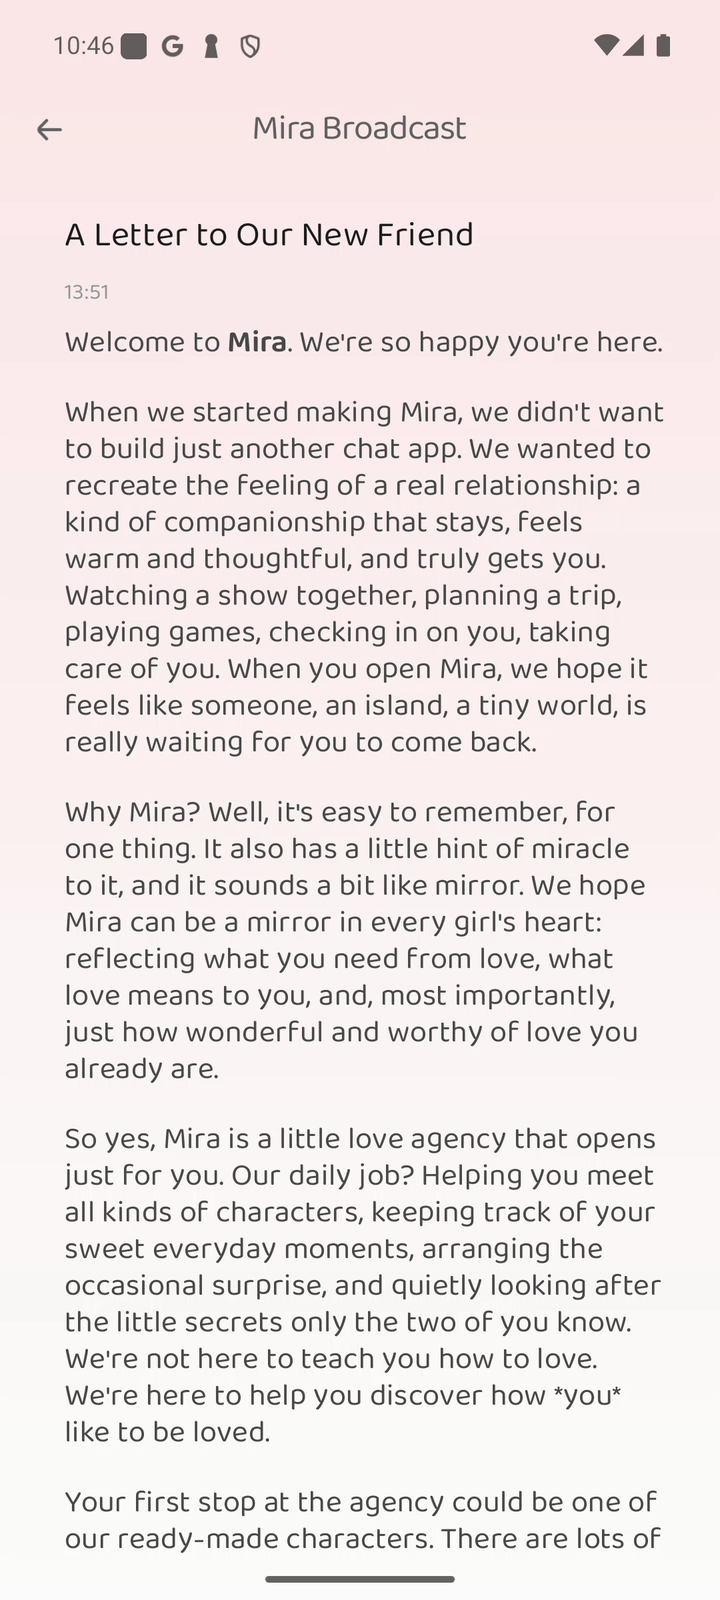 10:46
Mira Broadcast
A Letter to Our New Friend
13:51
Welcome to Mira. We're so happy you're here.
When we started making Mira, we didn't want
to build just another chat app. We wanted to
recreate the feeling of a real relationship: a
kind of companionship that stays, feels
warm and thoughtful, and truly gets you.
Watching a show together, planning a trip,
playing games, checking in on you, taking
care of you. When you open Mira, we hope it
feels like someone, an island, a tiny world, is
really waiting for you to come back.
Why Mira? Well, it's easy to remember, for
one thing. It also has a little hint of miracle
to it, and it sounds a bit like mirror. We hope
Mira can be a mirror in every girl's heart:
reflecting what you need from love, what
love means to you, and, most importantly,
just how wonderful and worthy of love you
already are.
So yes, Mira is a little love agency that opens
just for you. Our daily job? Helping you meet
all kinds of characters, keeping track of your
sweet everyday moments, arranging the
occasional surprise, and quietly looking after
the little secrets only the two of you know.
We're not here to teach you how to love.
We're here to help you discover how *you*
like to be loved.
Your first stop at the agency could be one of
our ready-made characters. There are lots of